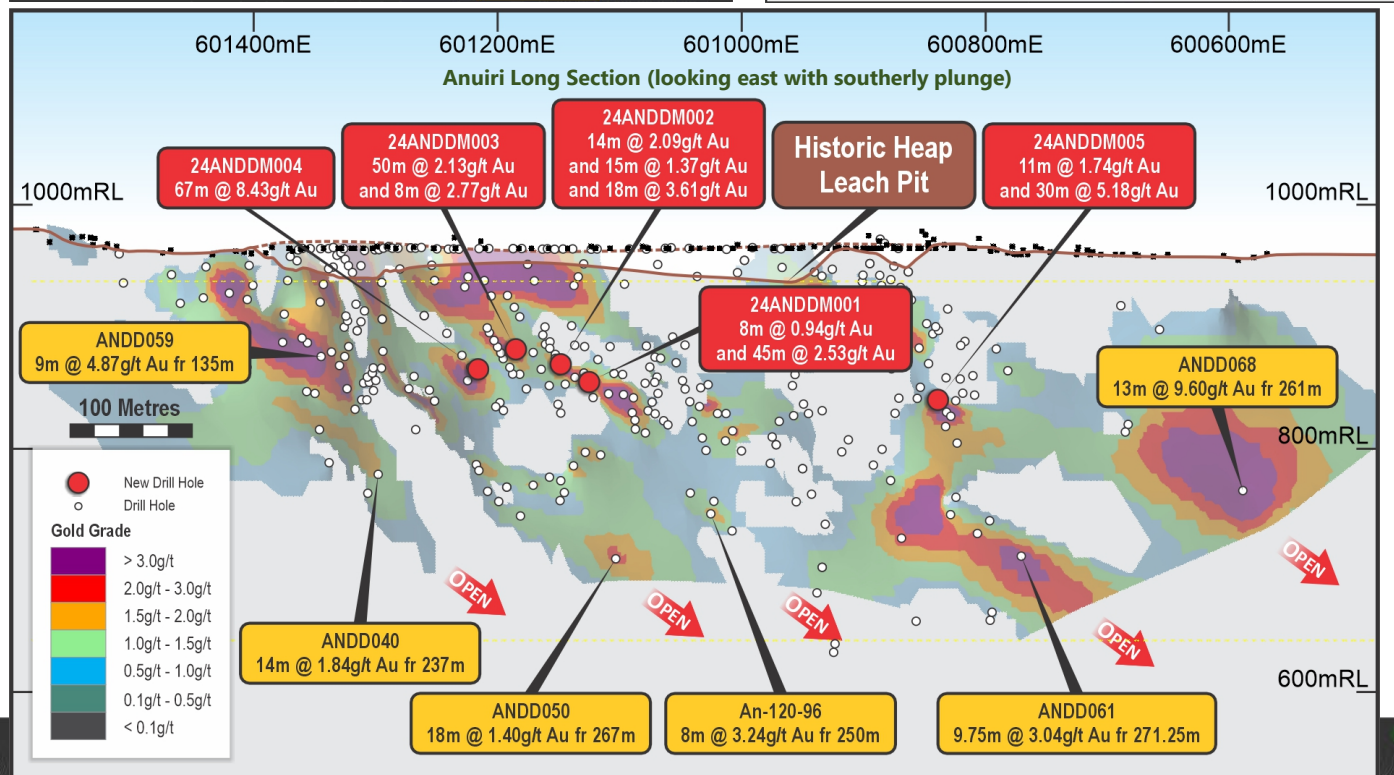 601400mE
601200mE
601000mE
600800mE
600600mE
Anuiri Long Section (looking east with southerly plunge)
24ANDDM004
67m @ 8.43g/t Au
24ANDDM003
50m @ 2.13g/t Au
and 8m @ 2.77g/t Au
24ANDDM002
14m @ 2.09g/t Au
and 15m @ 1.37g/t Au
and 18m @ 3.61g/t Au
Historic Heap
Leach Pit
24ANDDM005
11m @ 1.74g/t Au
and 30m @ 5.18g/t Au
1000mRL
1000mRL
24ANDDM001
8m @ 0.94g/t Au
and 45m @ 2.53g/t Au
ANDD059
9m @ 4.87g/t Au fr 135m
ANDD068
13m @ 9.60g/t Au fr 261m
100 Metres
800mRL
New Drill Hole
Drill Hole
Gold Grade
> 3.0g/t
2.0g/t - 3.0g/t
1.5g/t - 2.0g/t
1.0g/t - 1.5g/t
0.5g/t - 1.0g/t
0.1g/t - 0.5g/t
< 0.1g/t
OPEN
OPEN
OPEN
OPEN
OPEN
ANDD040
14m @ 1.84g/t Au fr 237m
600mRL
ANDD050
18m @ 1.40g/t Au fr 267m
An-120-96
8m @ 3.24g/t Au fr 250m
ANDD061
9.75m @ 3.04g/t Au fr 271.25m